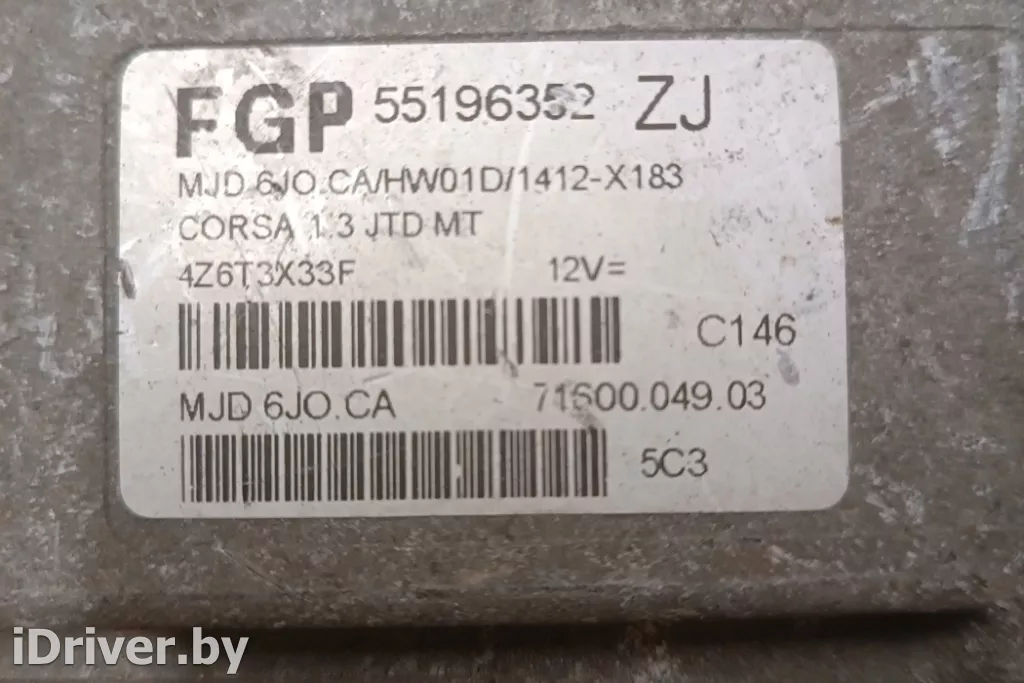 FGP 55196352 ZJ
MJD 6JO.CA/HW01D/1412-X183
CORSA 1.3 JTD MT
4Z6T3X33F 12V=
C146
MJD 6JO.CA 71600.049.03
5C3
iDriver.by